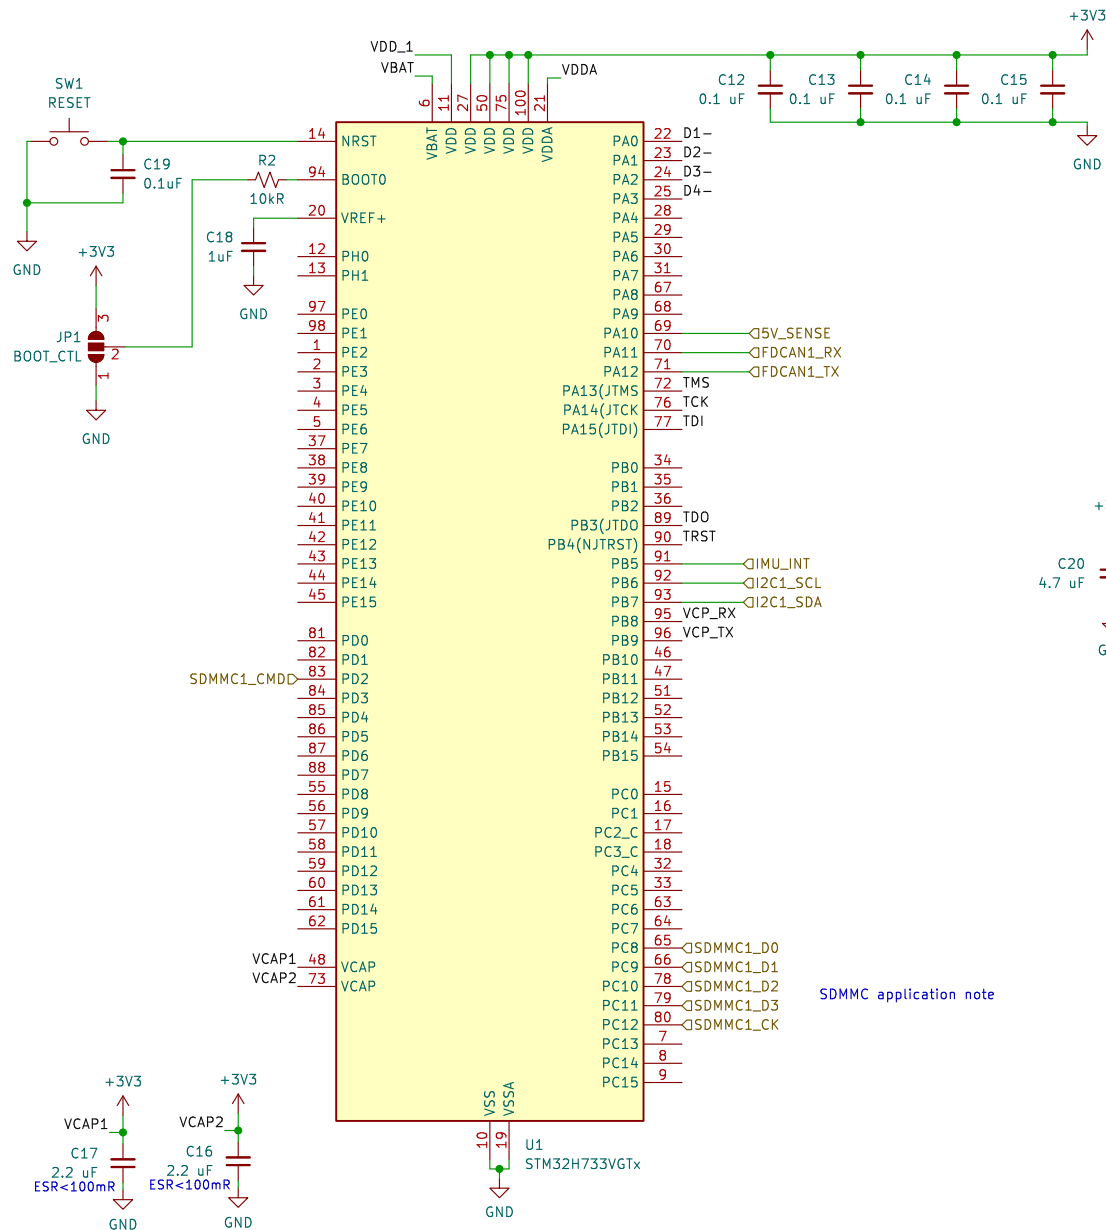 +3V3
VDD_1
VBAT
VDDA
SW1
RESET
C12
0.1 uF
C13
0.1 uF
C14
0.1 uF
C15
0.1 uF
GND
6
11
27
50
75
100
21
VBAT
VDD
VDD
VDD
VDD
VDD
VDDA
C19
0.1uF
R2
10kR
C18
1uF
GND
GND
+3V3
3
JP1
BOOT_CTL
2
1
GND
14 NRST
94 BOOT0
20 VREF+
12 PH0
13 PH1
97 PE0
98 PE1
1 PE2
2 PE3
3 PE4
4 PE5
5 PE6
37 PE7
38 PE8
39 PE9
40 PE10
41 PE11
42 PE12
43 PE13
44 PE14
45 PE15
81 PD0
82 PD1
SDMMC1_CMD 83 PD2
84 PD3
85 PD4
86 PD5
87 PD6
88 PD7
55 PD8
56 PD9
57 PD10
58 PD11
59 PD12
60 PD13
61 PD14
62 PD15
VCAP1 48 VCAP
VCAP2 73 VCAP
PA0 22 D1-
PA1 23 D2-
PA2 24 D3-
PA3 25 D4-
PA4 28
PA5 29
PA6 30
PA7 31
PA8 67
PA9 68
PA10 69 5V_SENSE
PA11 70 FDCAN1_RX
PA12 71 FDCAN1_TX
PA13(JTMS 72 TMS
PA14(JTCK 76 TCK
PA15(JTDI) 77 TDI
PB0 34
PB1 35
PB2 36
PB3(JTDO 89 TDO
PB4(NJTRST) 90 TRST
PB5 91 IMU_INT
PB6 92 I2C1_SCL
PB7 93 I2C1_SDA
PB8 95 VCP_RX
PB9 96 VCP_TX
PB10 46
PB11 47
PB12 51
PB13 52
PB14 53
PB15 54
PC0 15
PC1 16
PC2_C 17
PC3_C 18
PC4 32
PC5 33
PC6 63
PC7 64
PC8 65 SDMMC1_D0
PC9 66 SDMMC1_D1
PC10 78 SDMMC1_D2
PC11 79 SDMMC1_D3
PC12 80 SDMMC1_CK
PC13 7
PC14 8
PC15 9
SDMMC application note
+
C20
4.7 uF
G
VSS
VSSA
10
19
U1
STM32H733VGTx
GND
+3V3
VCAP1
C17
2.2 uF
ESR<100mR
GND
+3V3
VCAP2
C16
2.2 uF
ESR<100mR
GND